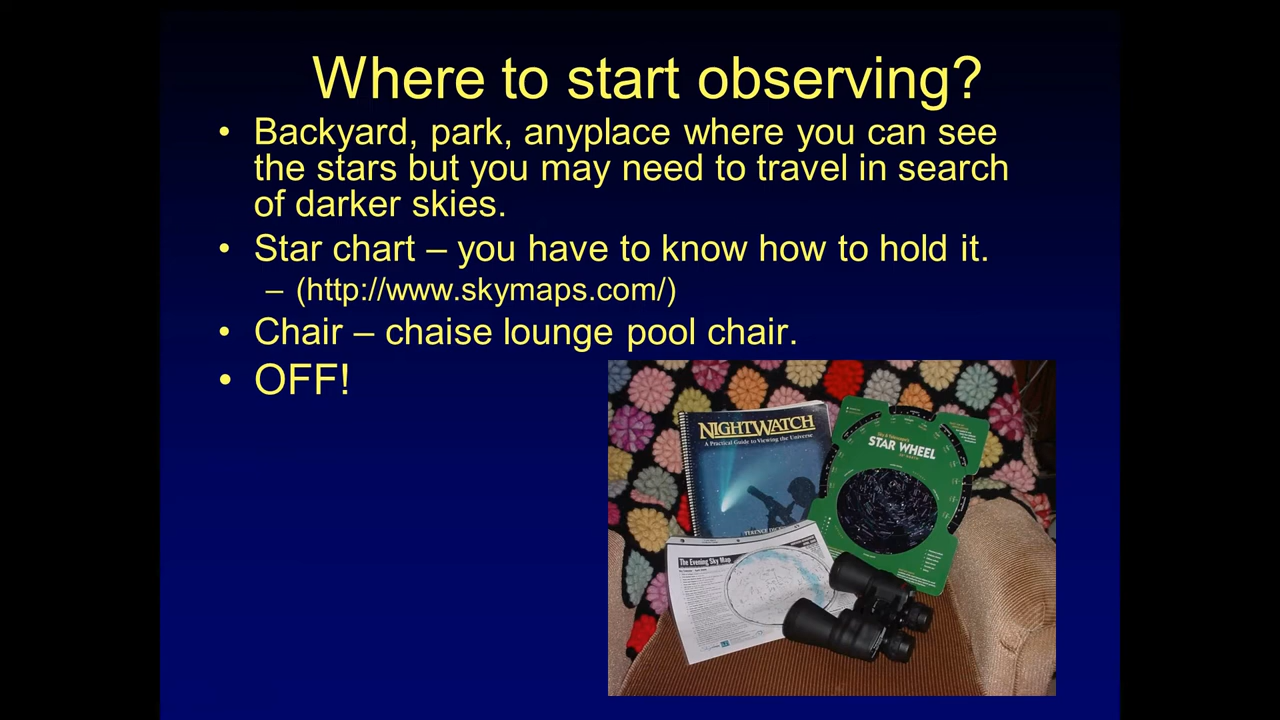 Where to start observing?
• Backyard, park, anyplace where you can see
the stars but you may need to travel in search
of darker skies.
• Star chart – you have to know how to hold it.
– (http://www.skymaps.com/)
• Chair – chaise lounge pool chair.
• OFF!
NIGHTWATCH
A Practical Guide to Viewing the Universe
TERENCE
Sky & Telescope's
STAR WHEEL
The Evening Sky Map